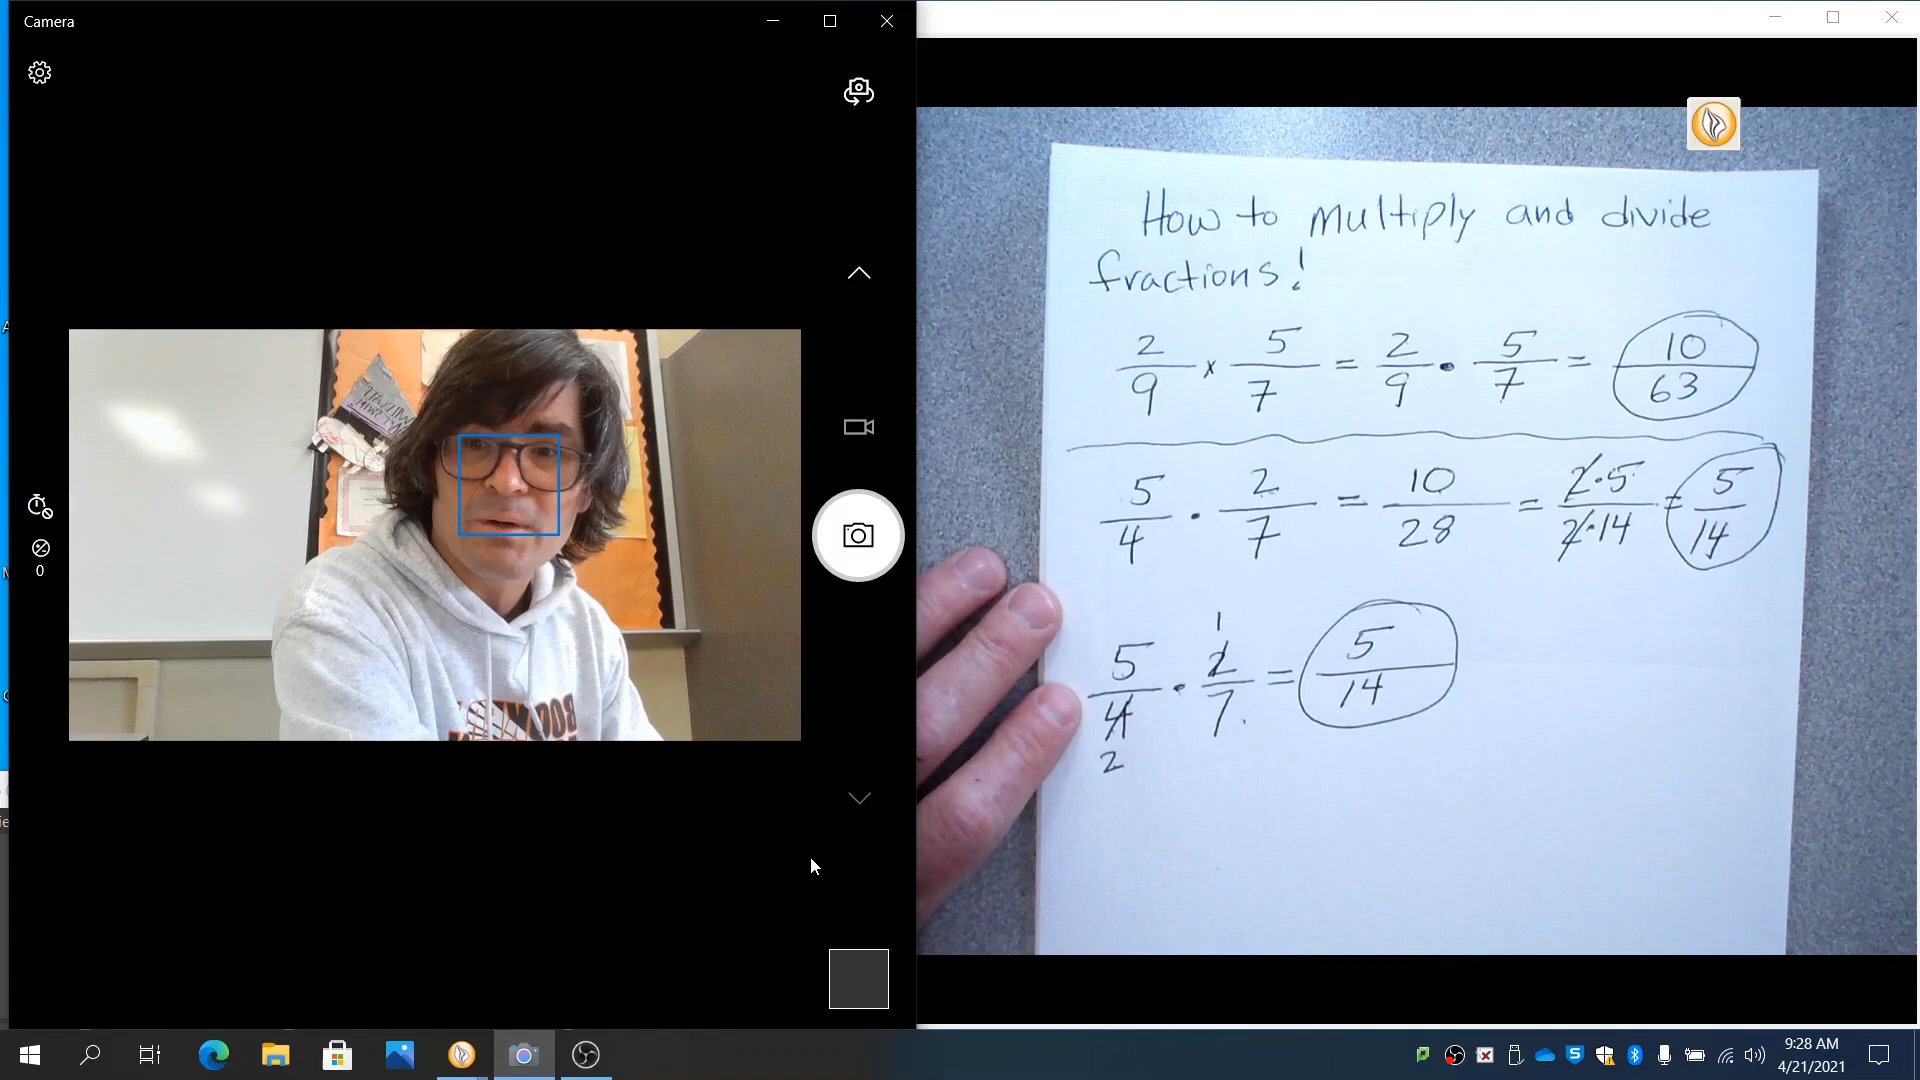 Camera
0
How to multiply and divide
fractions!
2/9 x 5/7 = 2/9 • 5/7 = 10/63
5/4 • 2/7 = 10/28 = 2•5/2•14 = 5/14
1
5/4 • 2/7 = 5/14
2
9:28 AM
4/21/2021